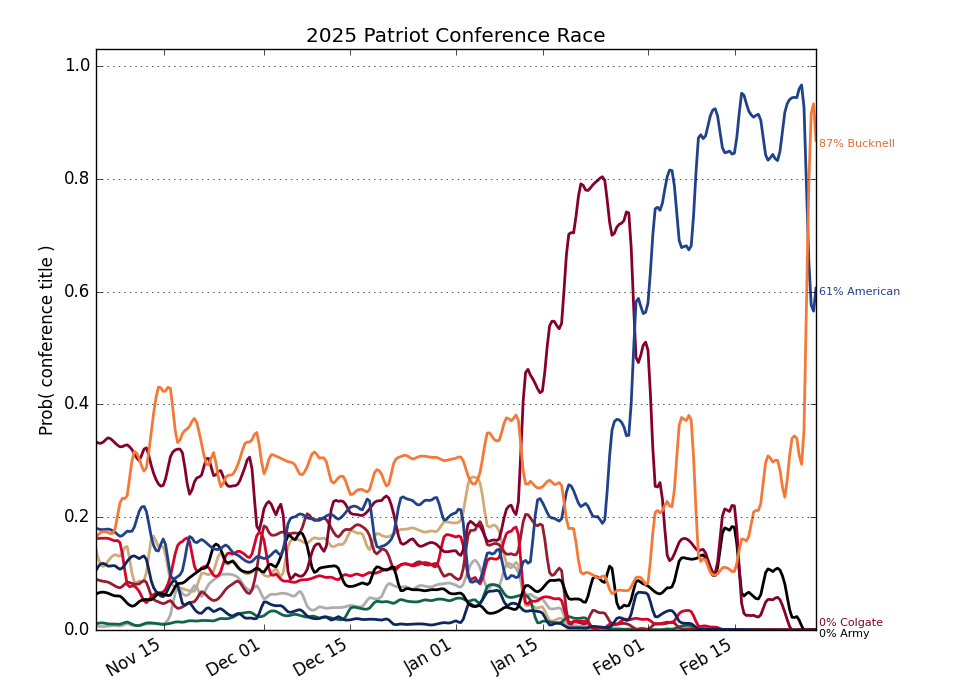 2025 Patriot Conference Race
Prob( conference title )
1.0
0.8
0.6
0.4
0.2
0.0
Nov 15
Dec 01
Dec 15
Jan 01
Jan 15
Feb 01
Feb 15
87% Bucknell
61% American
0% Colgate
0% Army